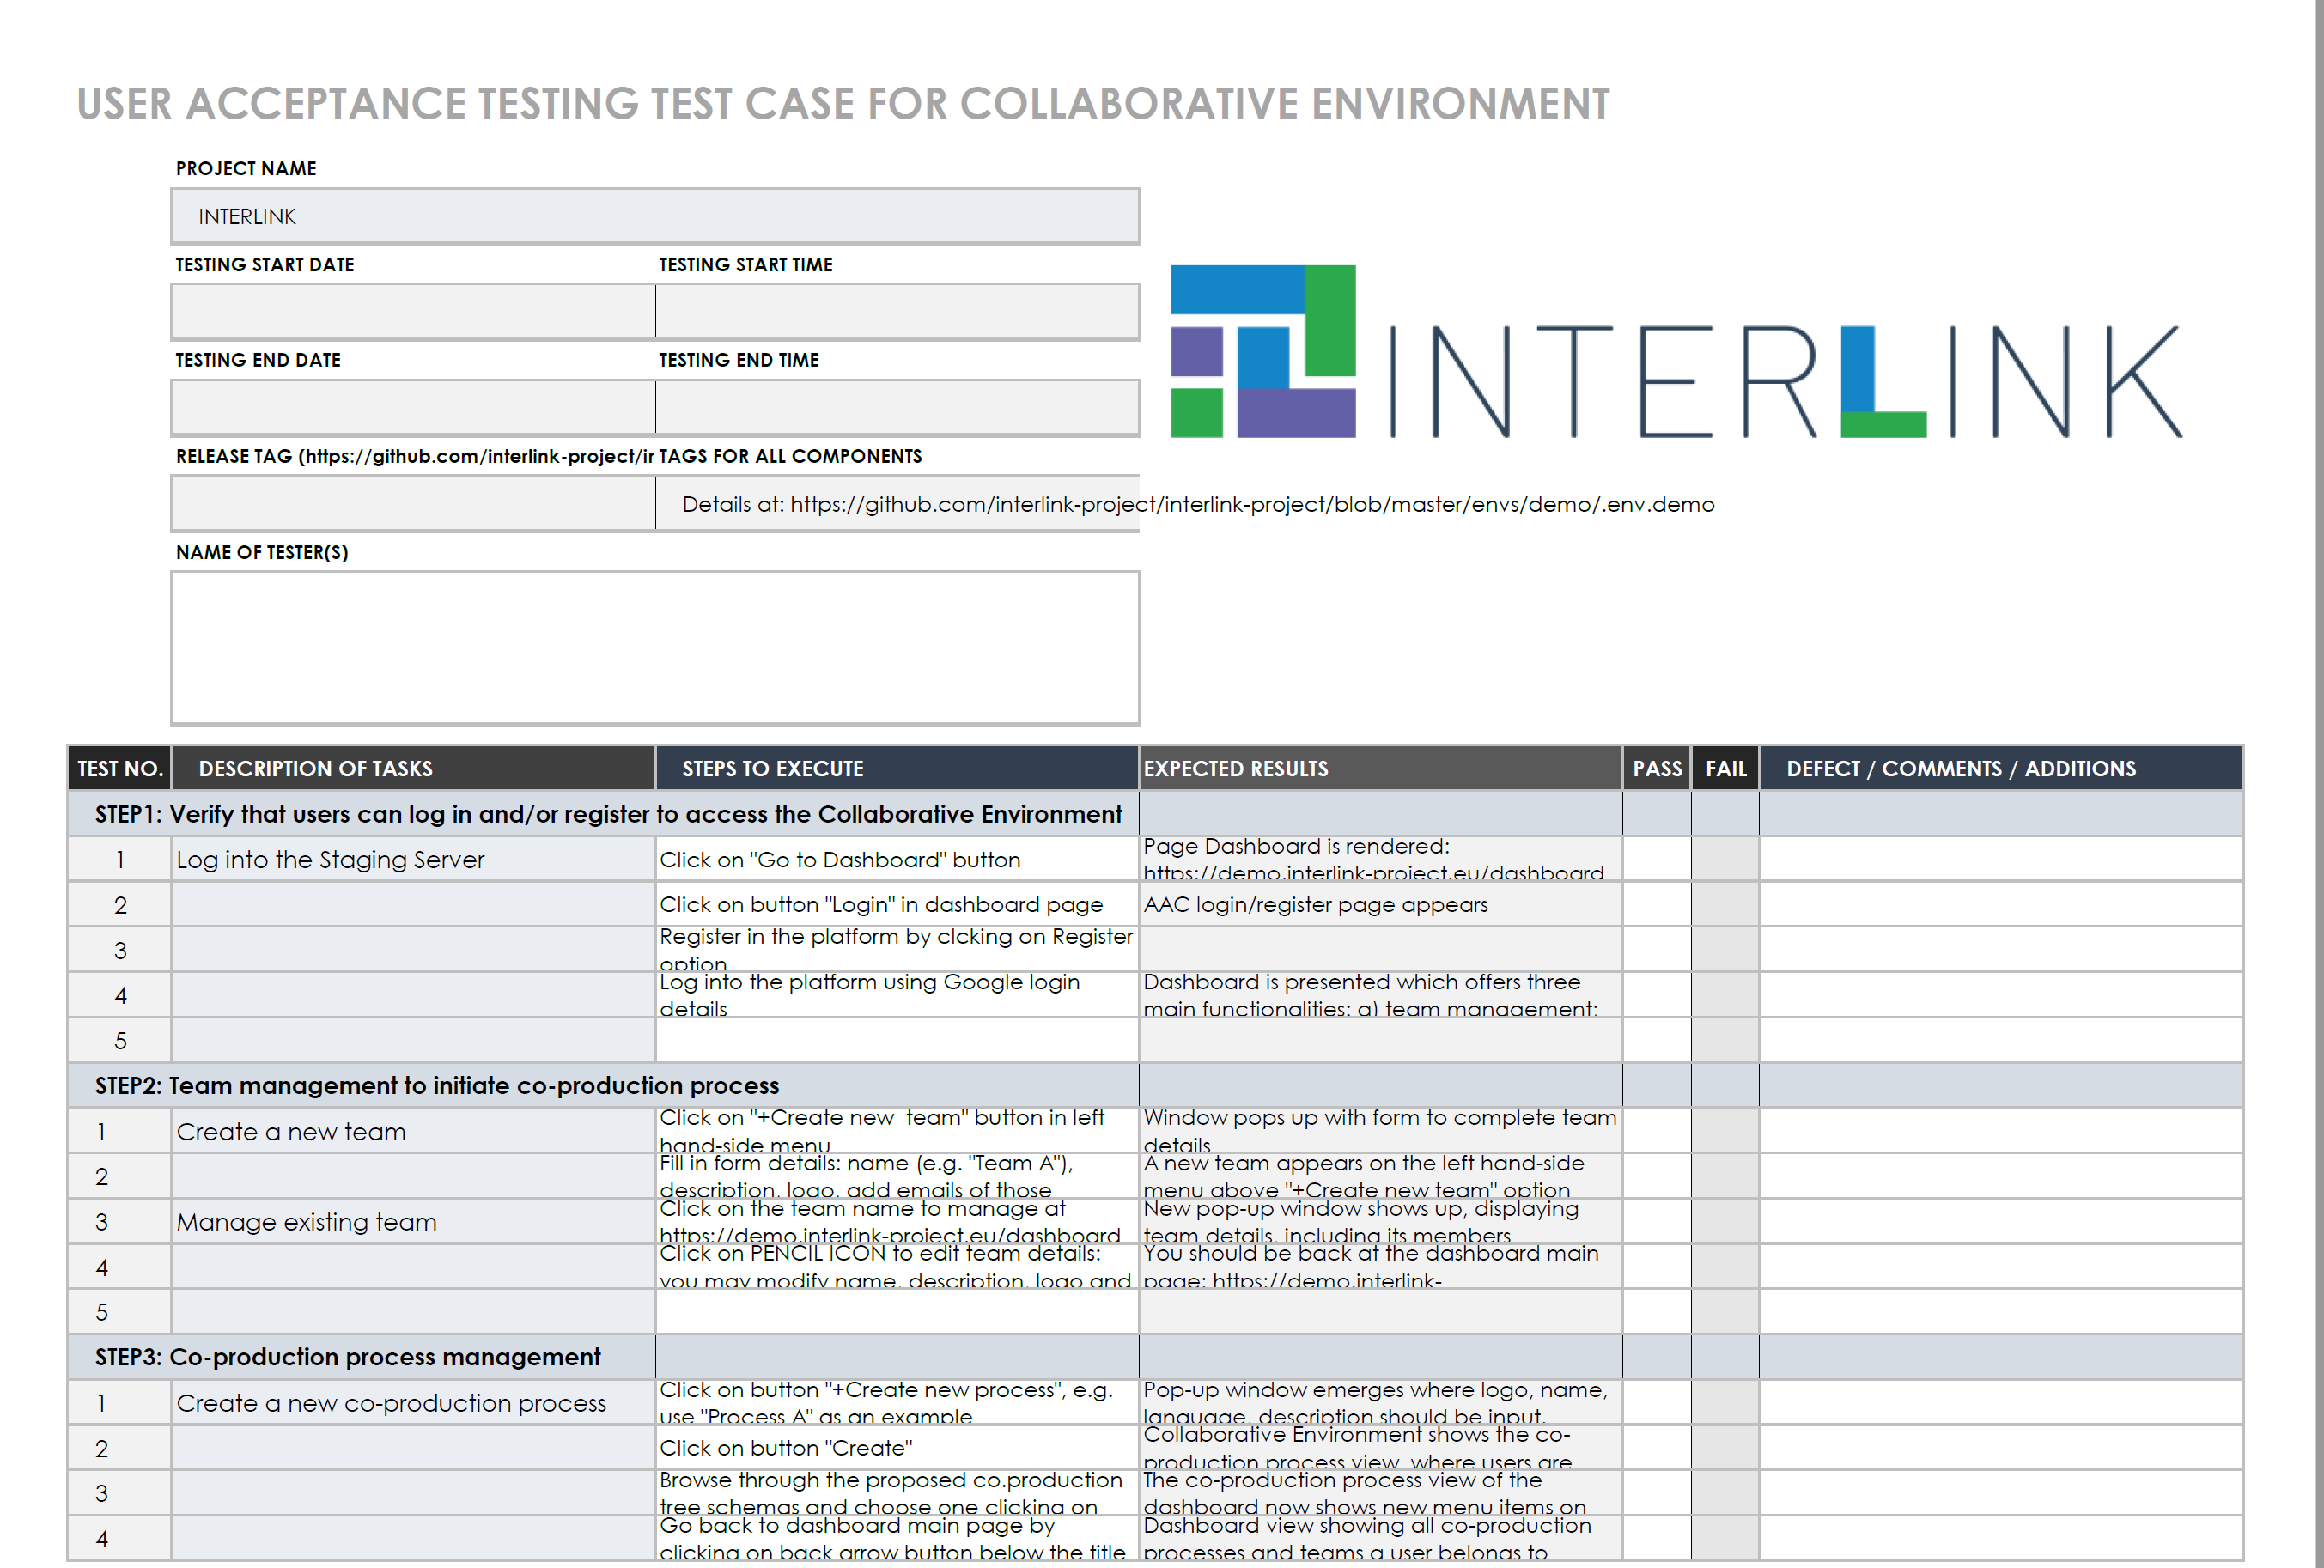 USER ACCEPTANCE TESTING TEST CASE FOR COLLABORATIVE ENVIRONMENT
PROJECT NAME
INTERLINK
TESTING START DATE TESTING START TIME
INTERLINK
TESTING END DATE TESTING END TIME
RELEASE TAG (https://github.com/interlink-project/ir TAGS FOR ALL COMPONENTS
Details at: https://github.com/interlink-project/interlink-project/blob/master/envs/demo/.env.demo
NAME OF TESTER(S)
TEST NO. DESCRIPTION OF TASKS STEPS TO EXECUTE EXPECTED RESULTS PASS FAIL DEFECT / COMMENTS / ADDITIONS
STEP1: Verify that users can log in and/or register to access the Collaborative Environment
1 Log into the Staging Server Click on "Go to Dashboard" button
Page Dashboard is rendered:
https://demo.interlink-project.eu/dashboard
2 Click on button "Login" in dashboard page AAC login/register page appears
3
Register in the platform by clcking on Register
option
4
Log into the platform using Google login
details
Dashboard is presented which offers three
main functionalities: a) team management;
5
STEP2: Team management to initiate co-production process
1 Create a new team
Click on "+Create new  team" button in left
hand-side menu
Window pops up with form to complete team
details
2
Fill in form details: name (e.g. "Team A"),
description, logo, add emails of those
A new team appears on the left hand-side
menu above "+Create new team" option
3 Manage existing team
Click on the team name to manage at
https://demo.interlink-project.eu/dashboard
New pop-up window shows up, displaying
team details, including its members
4
Click on PENCIL ICON to edit team details:
you may modify name, description, logo and
You should be back at the dashboard main
page: https://demo.interlink-
5
STEP3: Co-production process management
1 Create a new co-production process
Click on button "+Create new process", e.g.
use "Process A" as an example
Pop-up window emerges where logo, name,
language, description should be input.
2 Click on button "Create"
Collaborative Environment shows the co-
production process view, where users are
3
Browse through the proposed co.production
tree schemas and choose one clicking on
The co-production process view of the
dashboard now shows new menu items on
4
Go back to dashboard main page by
clicking on back arrow button below the title
Dashboard view showing all co-production
processes and teams a user belongs to